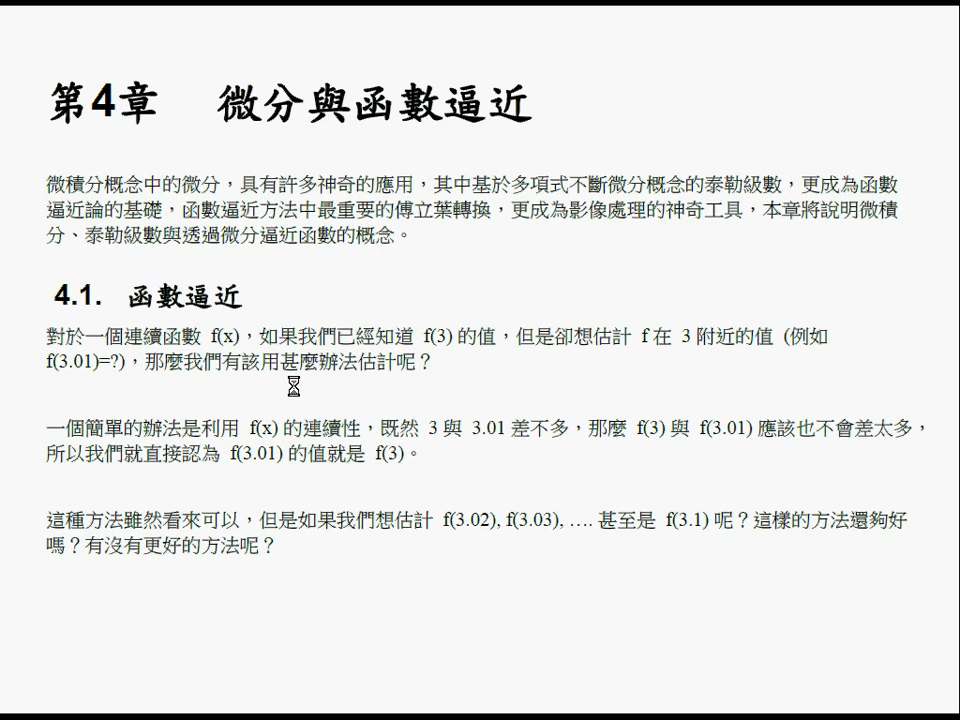 第4章 微分與函數逼近
微積分概念中的微分，具有許多神奇的應用，其中基於多項式不斷微分概念的泰勒級數，更成為函數
逼近論的基礎，函數逼近方法中最重要的傅立葉轉換，更成為影像處理的神奇工具，本章將說明微積
分、泰勒級數與透過微分逼近函數的概念。
4.1. 函數逼近
對於一個連續函數 f(x)，如果我們已經知道 f(3) 的值，但是卻想估計 f 在 3 附近的值 (例如
f(3.01)=?)，那麼我們有該用甚麼辦法估計呢？
一個簡單的辦法是利用 f(x) 的連續性，既然 3 與 3.01 差不多，那麼 f(3) 與 f(3.01) 應該也不會差太多，
所以我們就直接認為 f(3.01) 的值就是 f(3)。
這種方法雖然看來可以，但是如果我們想估計 f(3.02), f(3.03), …. 甚至是 f(3.1) 呢？這樣的方法還夠好
嗎？有沒有更好的方法呢？